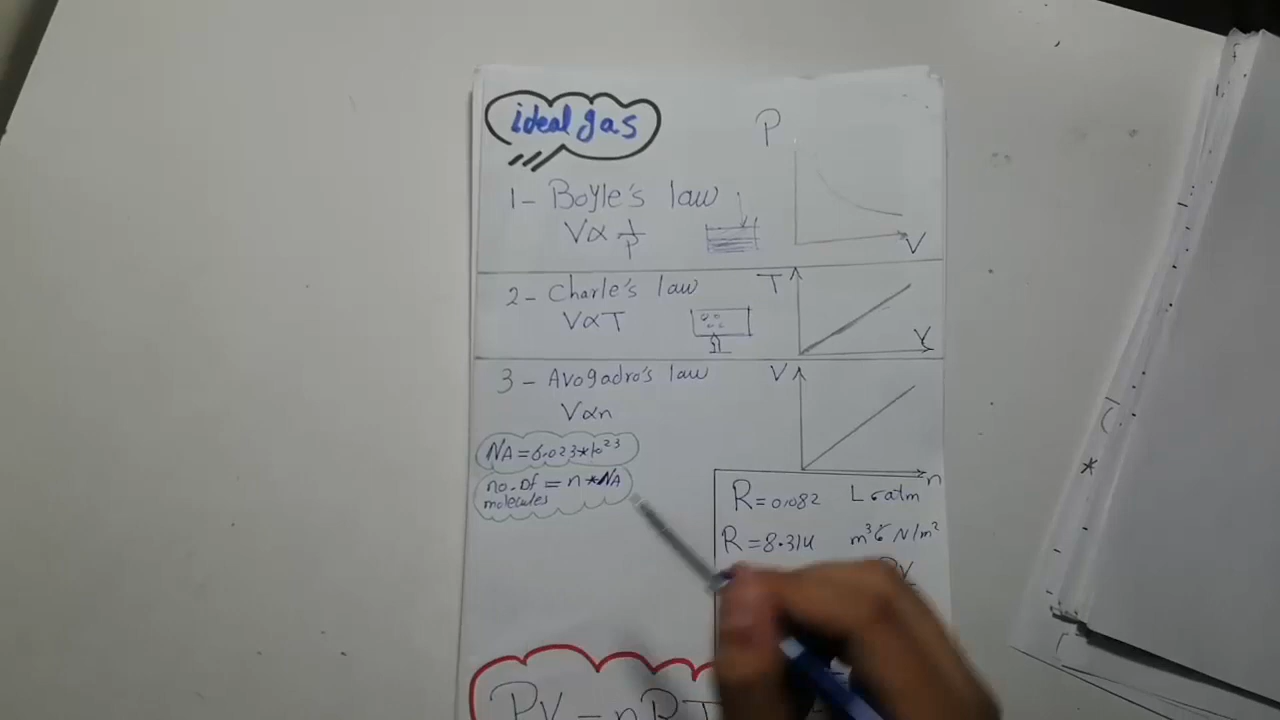 ideal gas
P
1- Boyle's law
V∝ 1/P
V
2- Charle's law
T
V∝T
V
3- Avogadro's law
V
V∝n
NA=6.023*10^23
no. of = n*NA
molecules
n
R=0.082 L و atm
R=8.314 m³ و N/m²
PV
PV = nRT